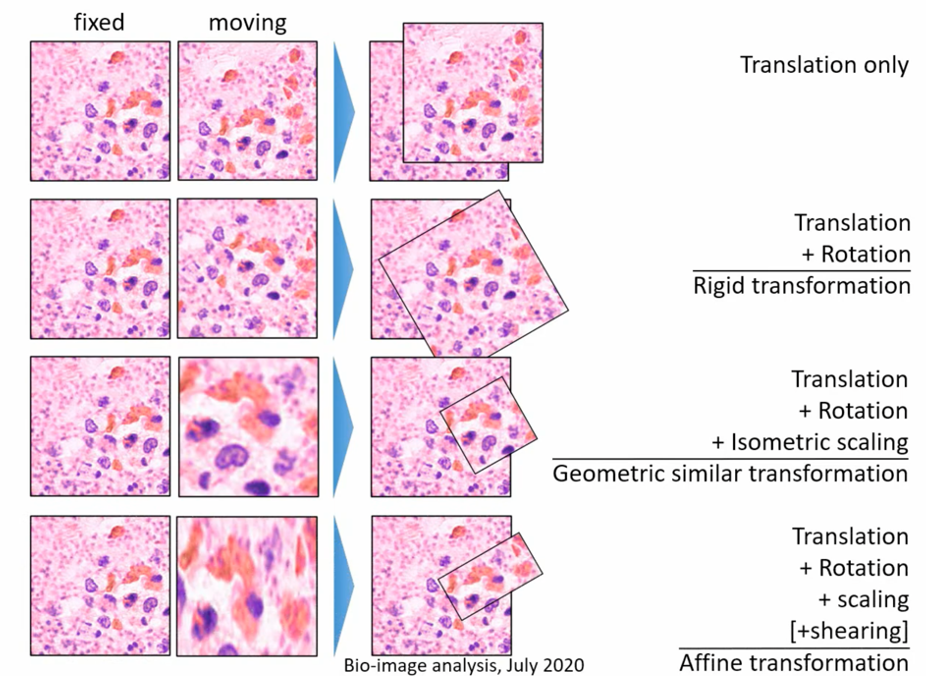 fixed
moving
Translation only
Translation
+ Rotation
Rigid transformation
Translation
+ Rotation
+ Isometric scaling
Geometric similar transformation
Translation
+ Rotation
+ scaling
[+shearing]
Affine transformation
Bio-image analysis, July 2020